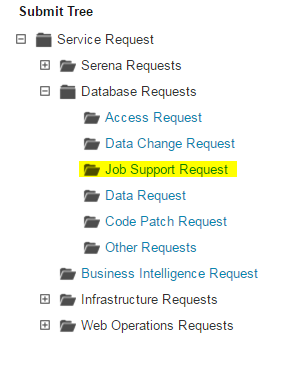 Submit Tree
Service Request
Serena Requests
Database Requests
Access Request
Data Change Request
Job Support Request
Data Request
Code Patch Request
Other Requests
Business Intelligence Request
Infrastructure Requests
Web Operations Requests